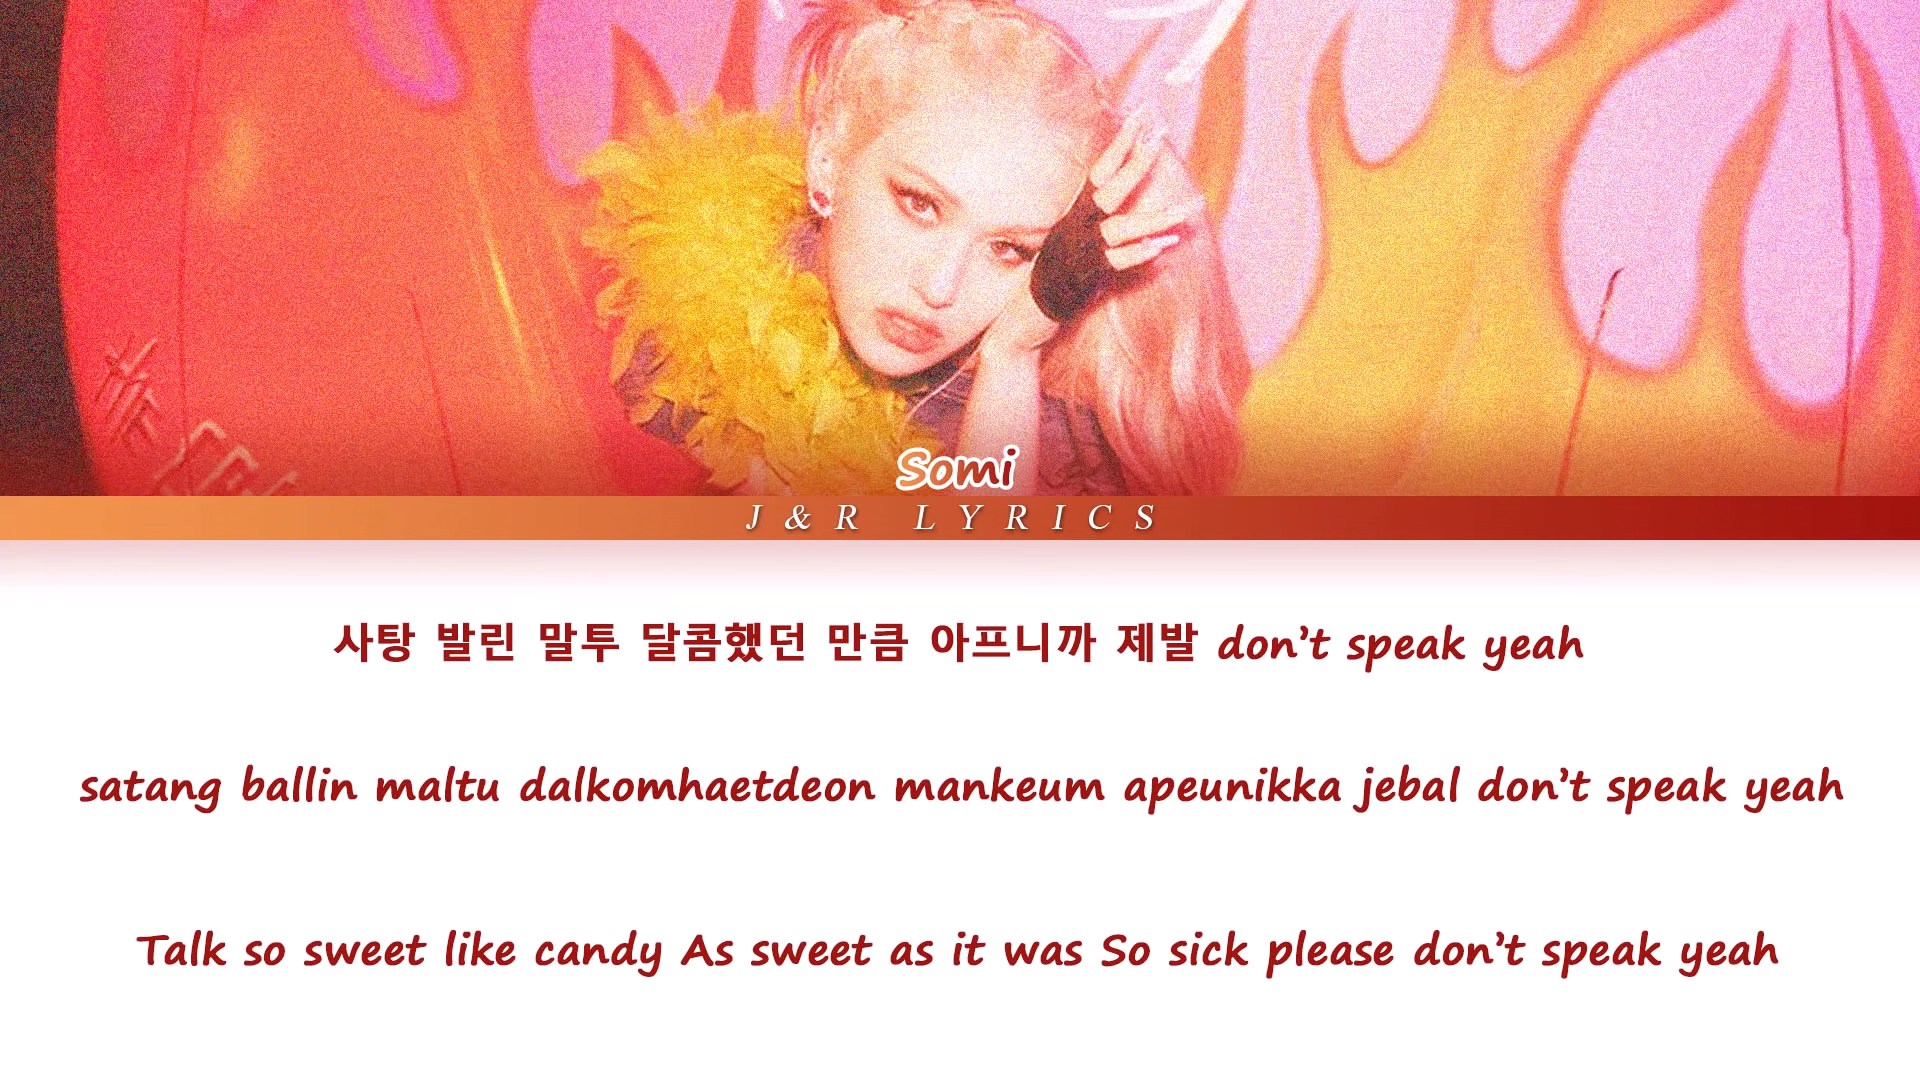 Somi
J & R LYRICS
사탕 발린 말투 달콤했던 만큼 아프니까 제발 don't speak yeah
satang ballin maltu dalkomhaetdeon mankeum apeunikka jebal don't speak yeah
Talk so sweet like candy As sweet as it was So sick please don't speak yeah